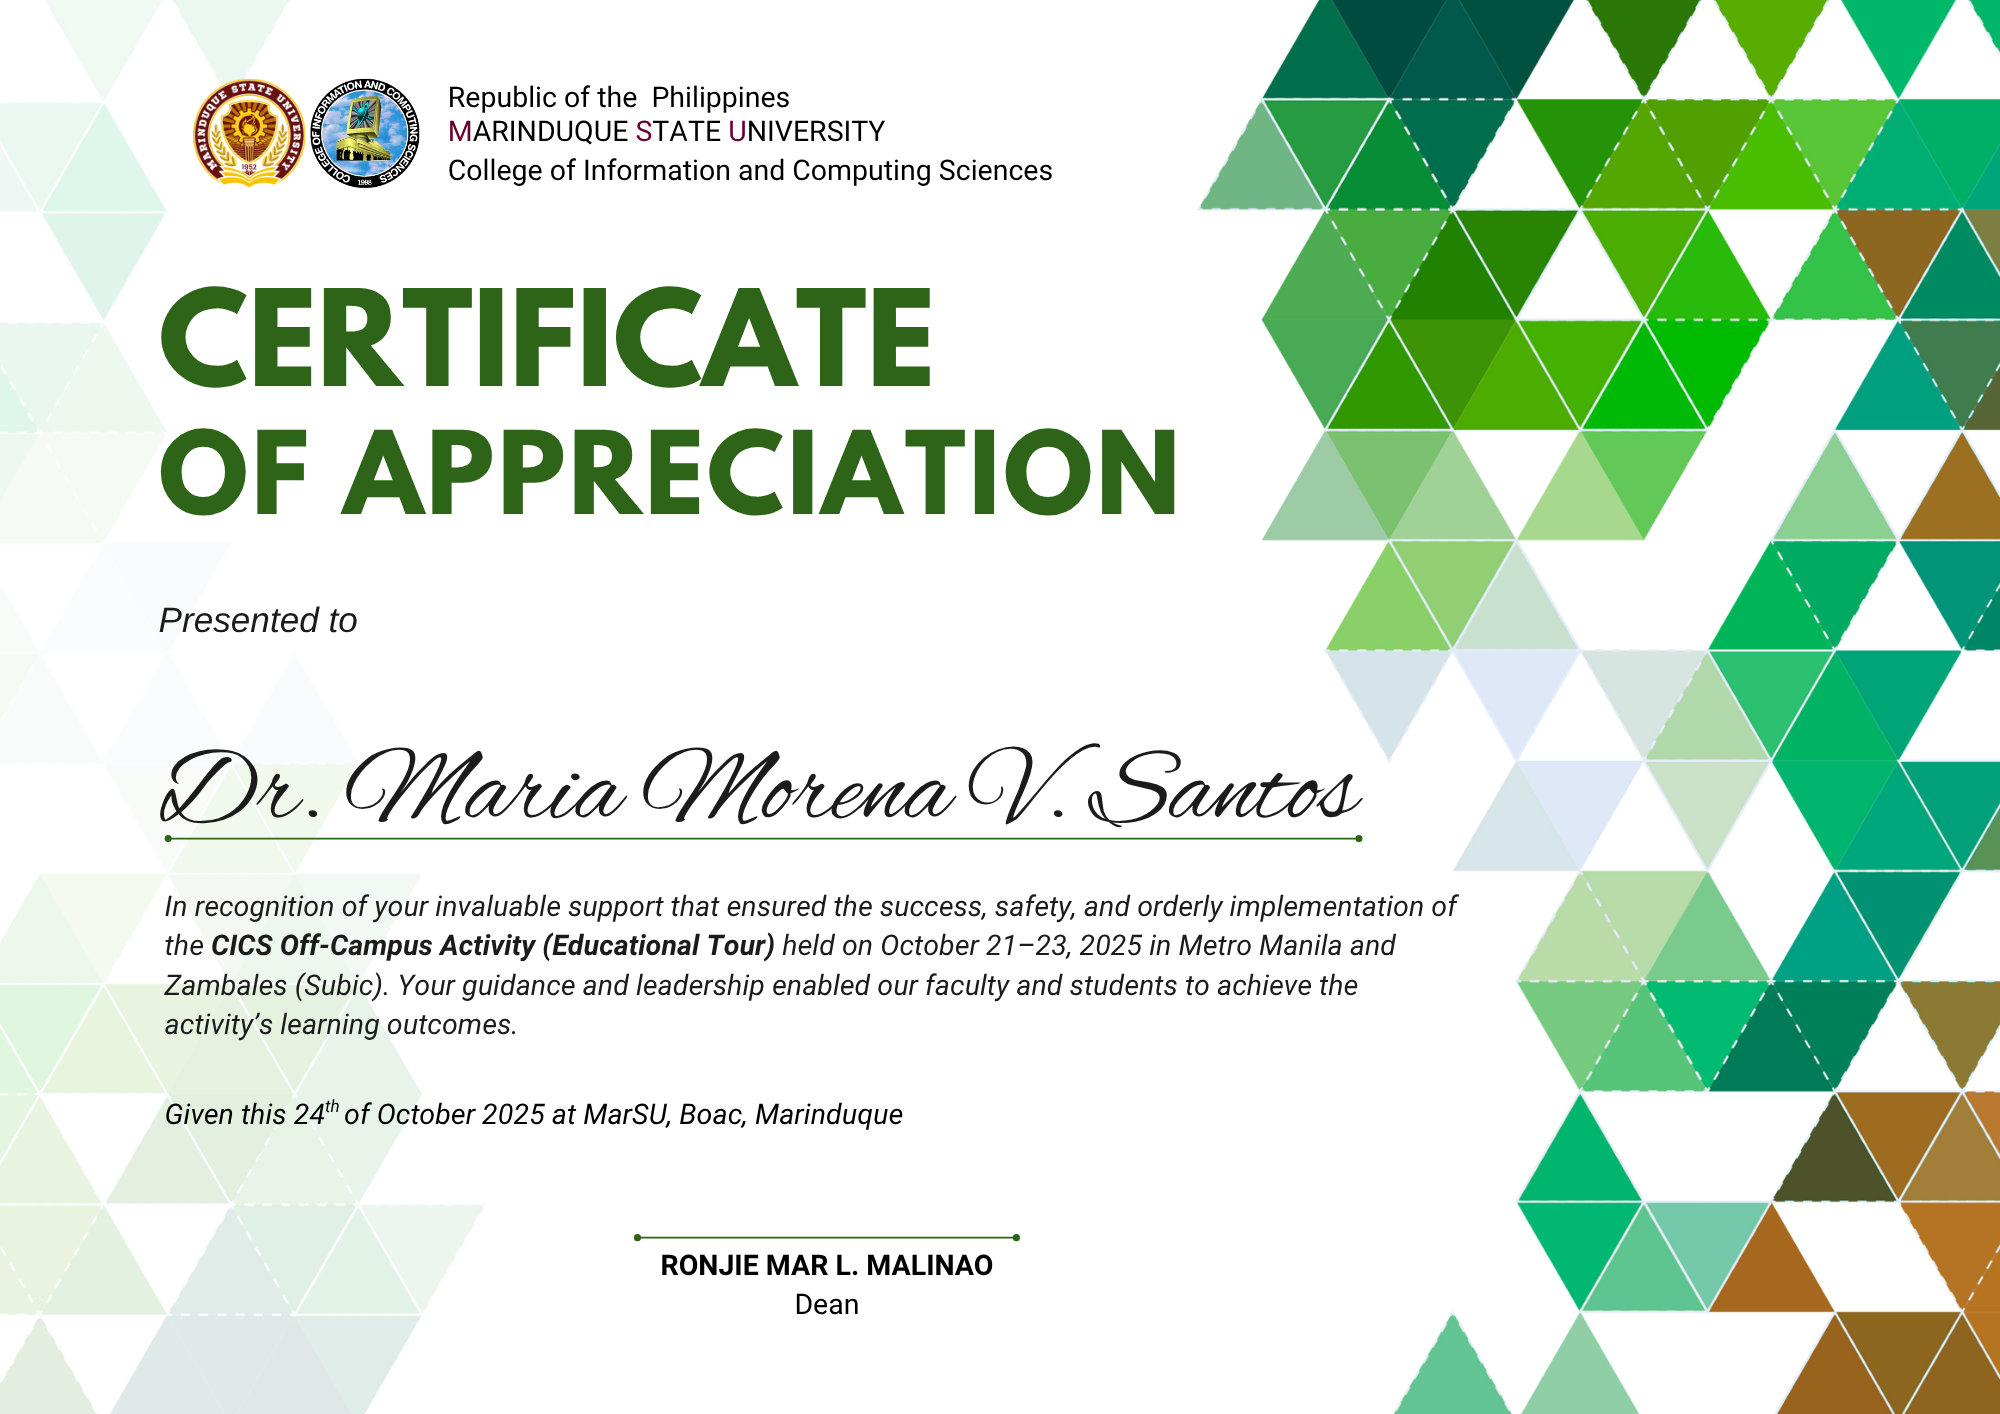 MARINDUQUE STATE UNIVERSITY
1952
COLLEGE OF INFORMATION AND COMPUTING SCIENCES
1998
Republic of the  Philippines
MARINDUQUE STATE UNIVERSITY
College of Information and Computing Sciences
CERTIFICATE
OF APPRECIATION
Presented to
Dr. Maria Morena V. Santos
In recognition of your invaluable support that ensured the success, safety, and orderly implementation of
the CICS Off-Campus Activity (Educational Tour) held on October 21–23, 2025 in Metro Manila and
Zambales (Subic). Your guidance and leadership enabled our faculty and students to achieve the
activity’s learning outcomes.
Given this 24th of October 2025 at MarSU, Boac, Marinduque
RONJIE MAR L. MALINAO
Dean